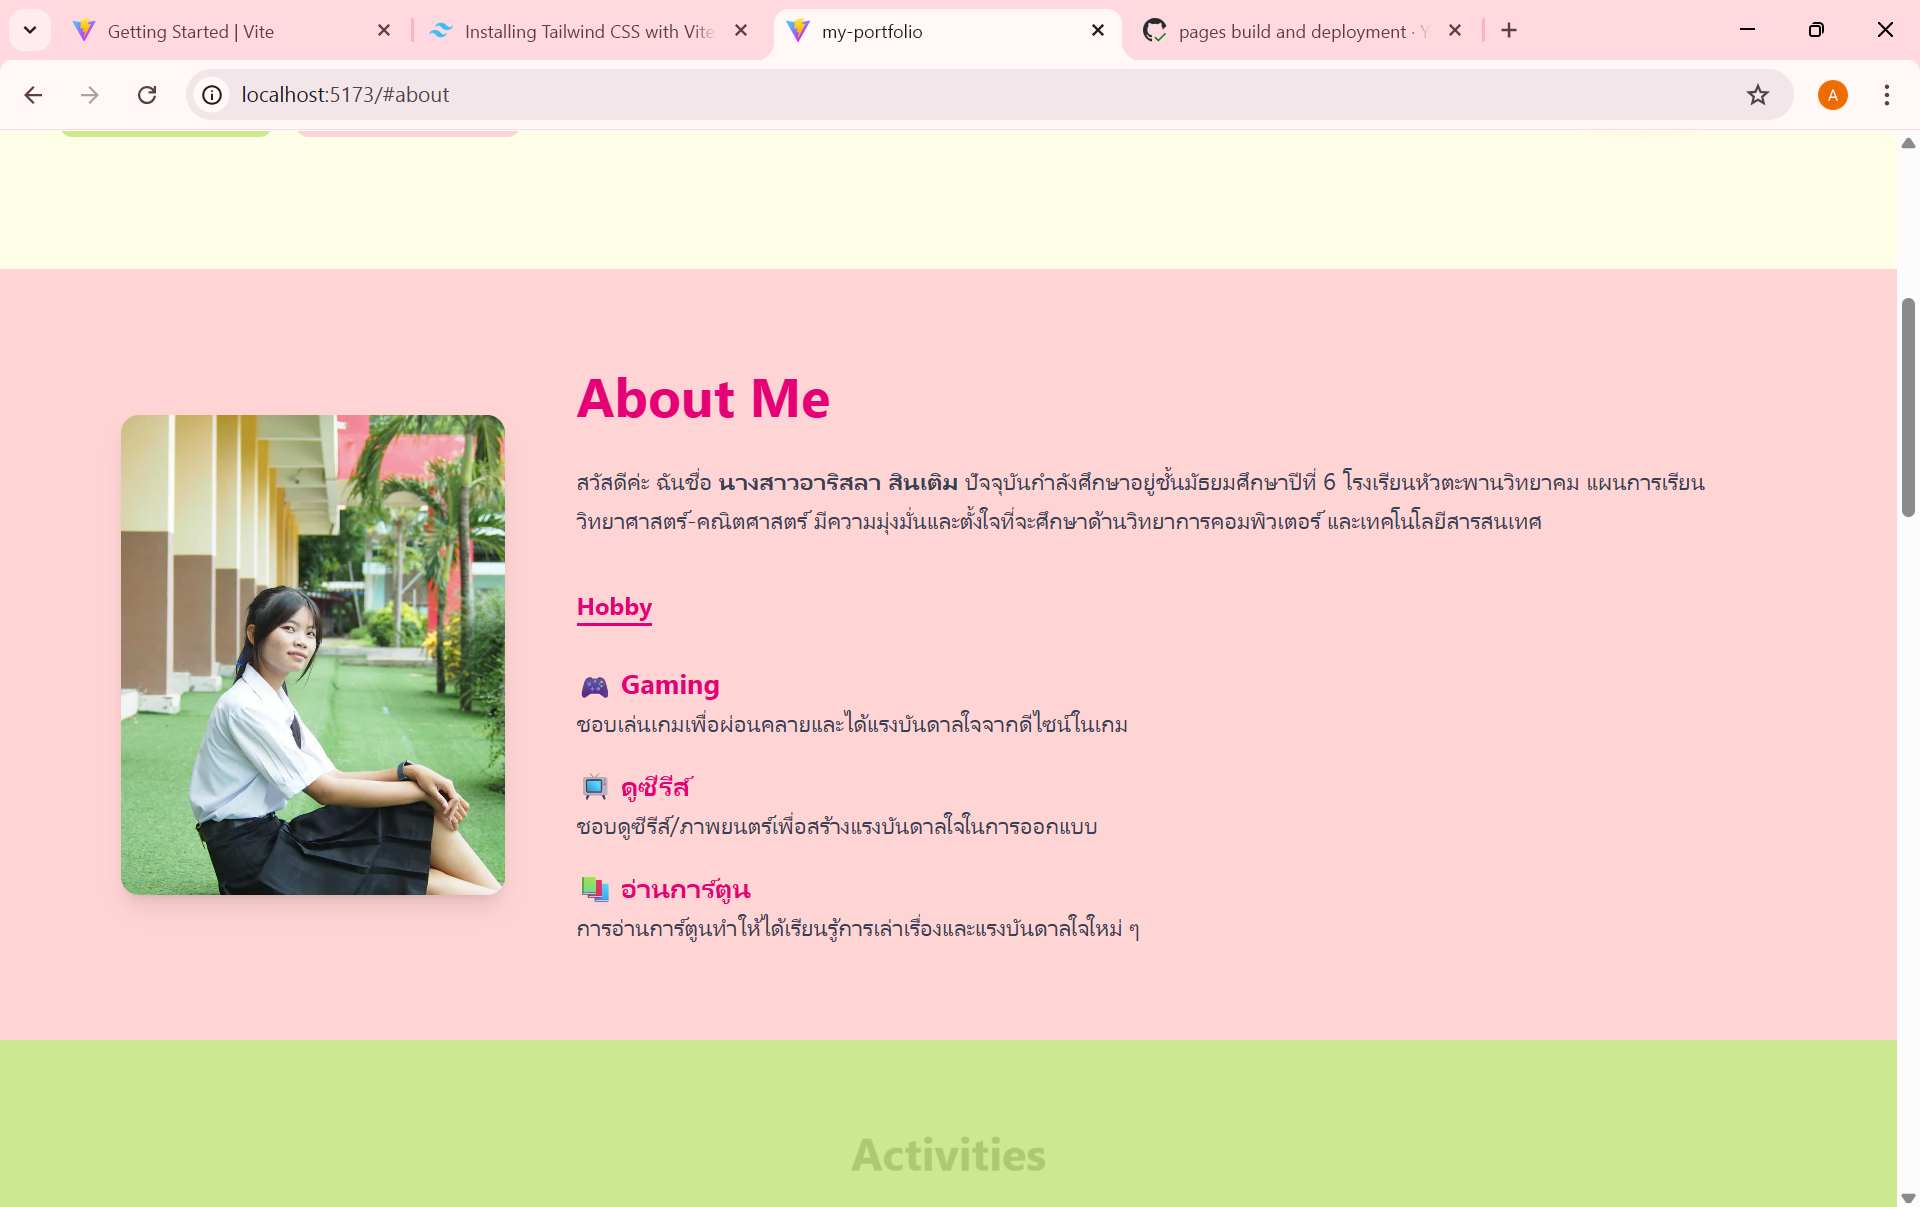 Getting Started | Vite
Installing Tailwind CSS with Vite
my-portfolio
pages build and deployment ·
localhost:5173/#about
A
About Me
สวัสดีค่ะ ฉันชื่อ นางสาวอาริสลา สินเติม ปัจจุบันกำลังศึกษาอยู่ชั้นมัธยมศึกษาปีที่ 6 โรงเรียนหัวตะพานวิทยาคม แผนการเรียน
วิทยาศาสตร์-คณิตศาสตร์ มีความมุ่งมั่นและตั้งใจที่จะศึกษาด้านวิทยาการคอมพิวเตอร์ และเทคโนโลยีสารสนเทศ
Hobby
🎮 Gaming
ชอบเล่นเกมเพื่อผ่อนคลายและได้แรงบันดาลใจจากดีไซน์ในเกม
📺 ดูซีรีส์
ชอบดูซีรีส์/ภาพยนตร์เพื่อสร้างแรงบันดาลใจในการออกแบบ
📚 อ่านการ์ตูน
การอ่านการ์ตูนทำให้ได้เรียนรู้การเล่าเรื่องและแรงบันดาลใจใหม่ ๆ
Activities